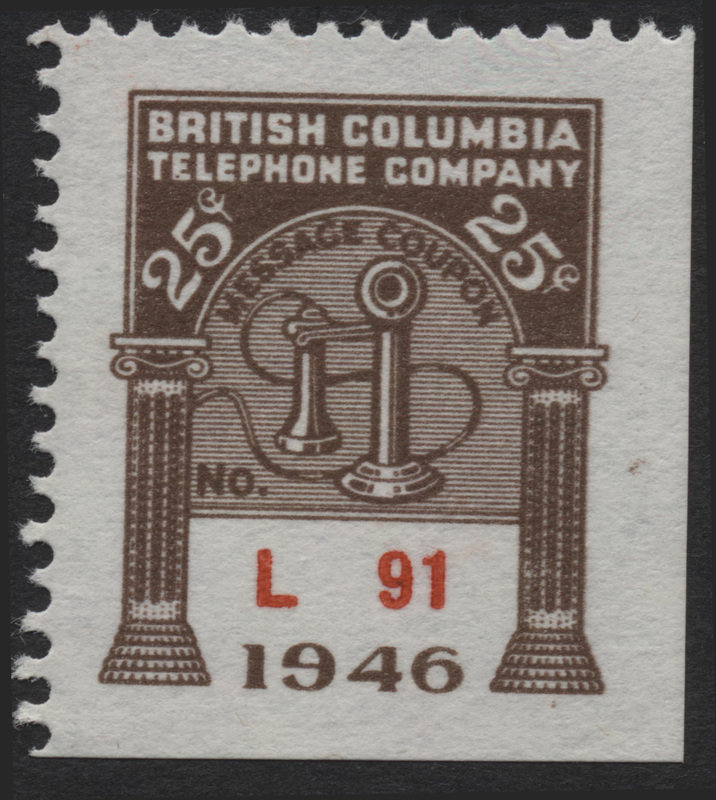 BRITISH COLUMBIA
TELEPHONE COMPANY
25¢ 25¢
MESSAGE COUPON
No.
L 91
1946